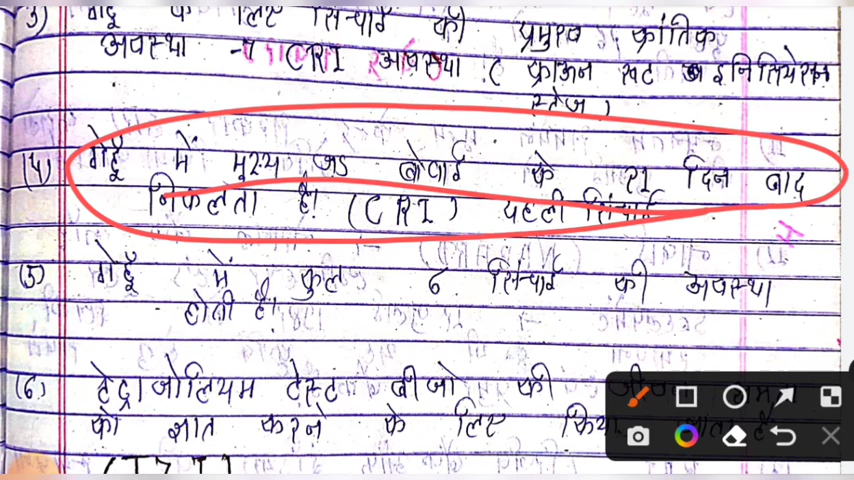 3) गेहूँ के लिए सिंचाई की प्रमुख क्रांतिक
अवस्था → CRI अवस्था ( क्राऊन रूट इनिसियेशन
स्टेज )
(4) गेहूँ में मुख्य जड बोवाई के 21 दिन बाद
निकलता है। (CRI) पहली सिंचाई
(5) गेहूँ में कुल 6 सिंचाई की अवस्था
होती है।
(6) टेट्राजोलियम टेस्ट बीजो की
को ज्ञात करने के लिए किया